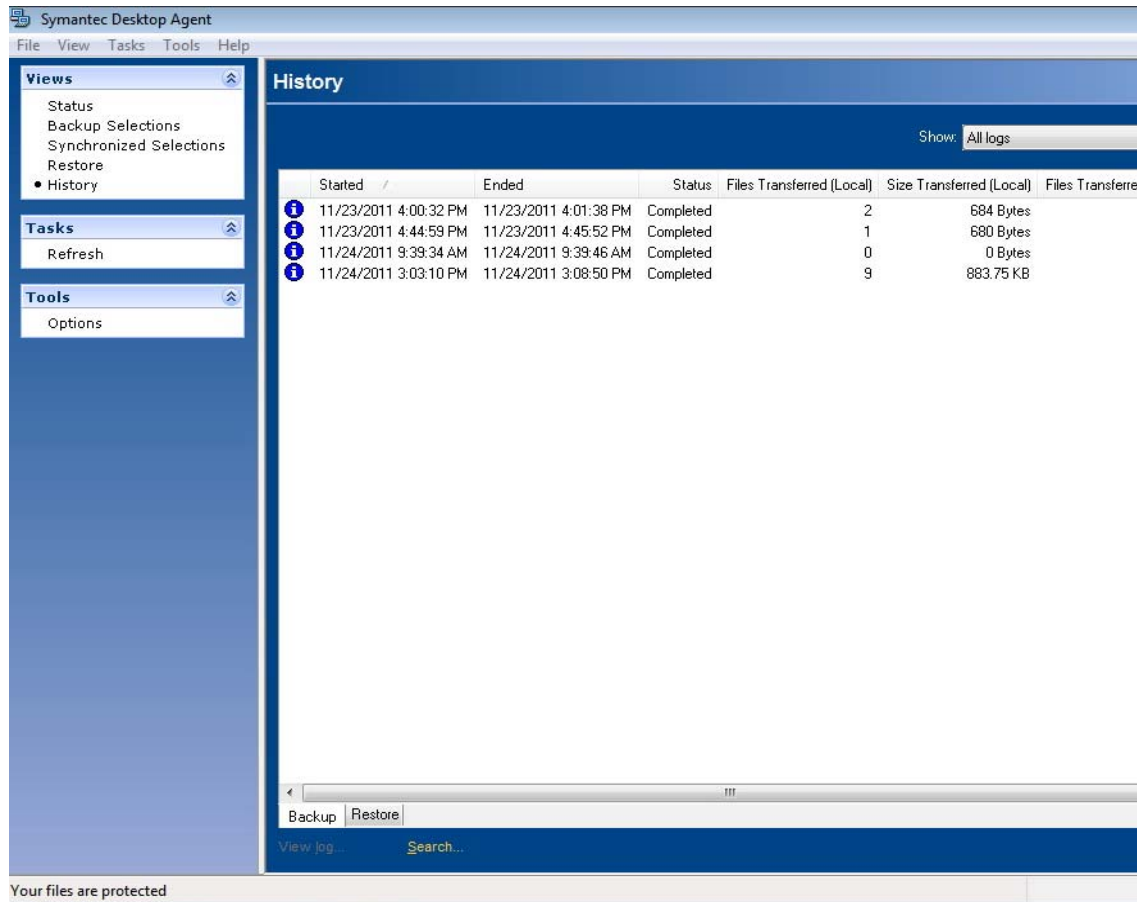 Symantec Desktop Agent
File View Tasks Tools Help
Views
Status
Backup Selections
Synchronized Selections
Restore
History
Tasks
Refresh
Tools
Options
History
Show: All logs
Started Ended Status Files Transferred (Local) Size Transferred (Local) Files Transferre
11/23/2011 4:00:32 PM 11/23/2011 4:01:38 PM Completed 2 684 Bytes
11/23/2011 4:44:59 PM 11/23/2011 4:45:52 PM Completed 1 680 Bytes
11/24/2011 9:39:34 AM 11/24/2011 9:39:46 AM Completed 0 0 Bytes
11/24/2011 3:03:10 PM 11/24/2011 3:08:50 PM Completed 9 883.75 KB
Backup Restore
View log... Search...
Your files are protected